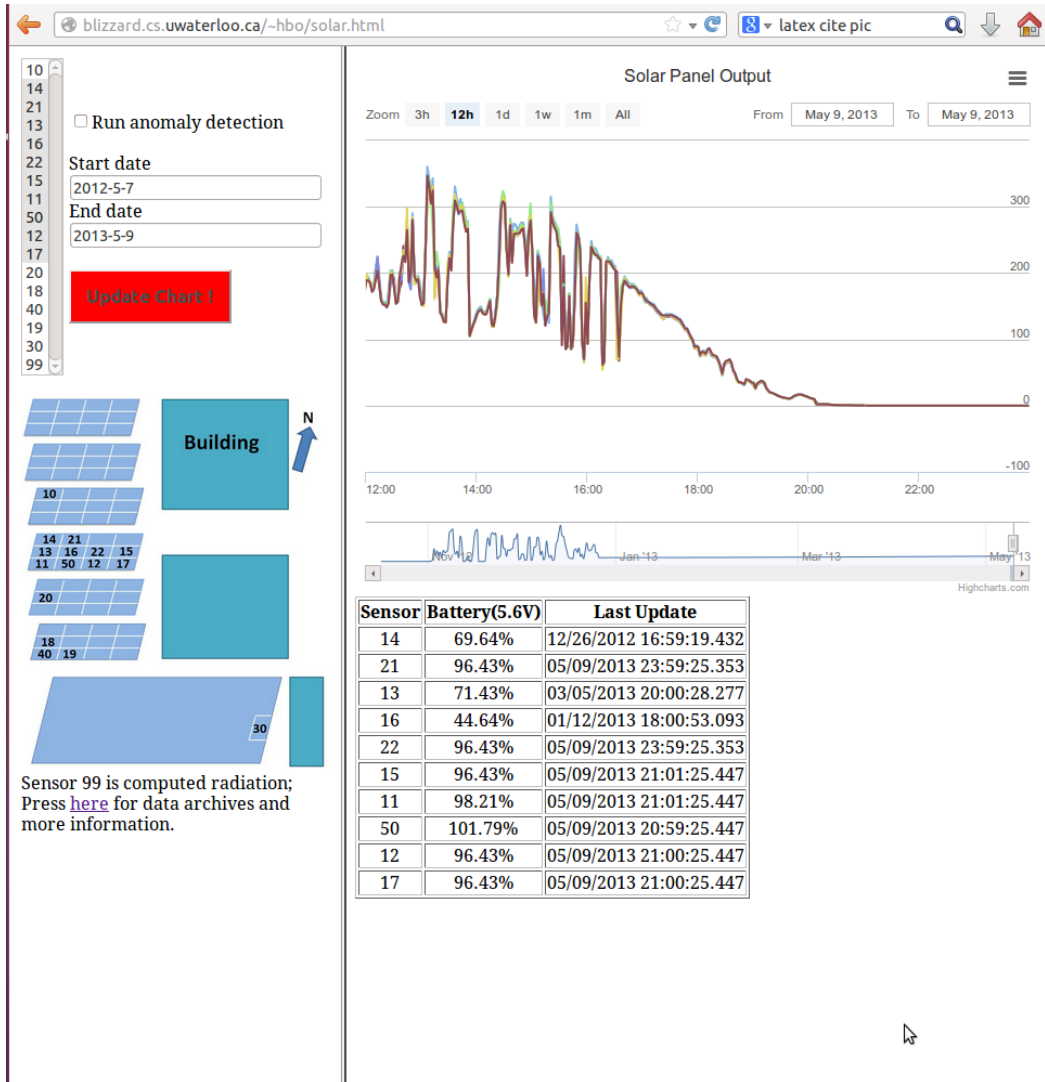 blizzard.cs.uwaterloo.ca/~hbo/solar.html
8 latex cite pic
10
14
21
13
16
22
15
11
50
12
17
20
18
40
19
30
99
Run anomaly detection
Start date
2012-5-7
End date
2013-5-9
Update Chart !
Building
N
10
14 21
13 16 22 15
11 50 12 17
20
18
40 19
30
Sensor 99 is computed radiation;
Press here for data archives and
more information.
Solar Panel Output
Zoom 3h 12h 1d 1w 1m All From May 9, 2013 To May 9, 2013
300
200
100
0
-100
12:00 14:00 16:00 18:00 20:00 22:00
Nov '12 Jan '13 Mar '13 May '13
Highcharts.com
Sensor Battery(5.6V) Last Update
14 69.64% 12/26/2012 16:59:19.432
21 96.43% 05/09/2013 23:59:25.353
13 71.43% 03/05/2013 20:00:28.277
16 44.64% 01/12/2013 18:00:53.093
22 96.43% 05/09/2013 23:59:25.353
15 96.43% 05/09/2013 21:01:25.447
11 98.21% 05/09/2013 21:01:25.447
50 101.79% 05/09/2013 20:59:25.447
12 96.43% 05/09/2013 21:00:25.447
17 96.43% 05/09/2013 21:00:25.447